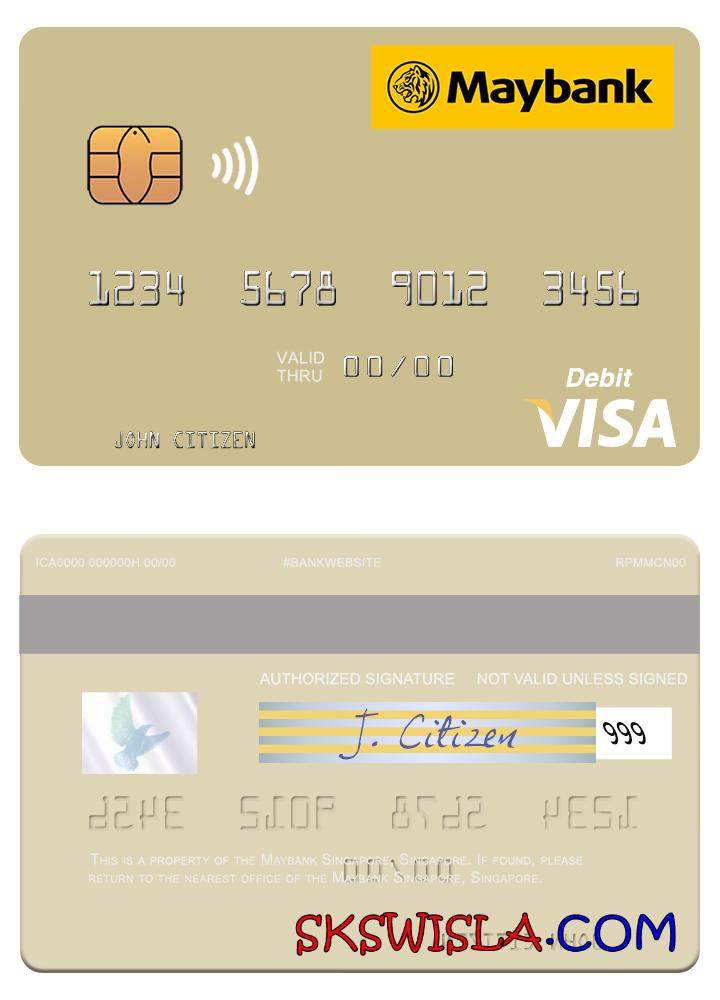 Maybank
1234 5678 9012 3456
VALID THRU 00/00
Debit
VISA
JOHN CITIZEN
ICA0000 000000H 00/00 #BANKWEBSITE RPMMCN00
AUTHORIZED SIGNATURE NOT VALID UNLESS SIGNED
J. Citizen 999
This is a property of the Maybank Singapore, Singapore. If found, please
return to the nearest office of the Maybank Singapore, Singapore.
SKSWISLA.COM